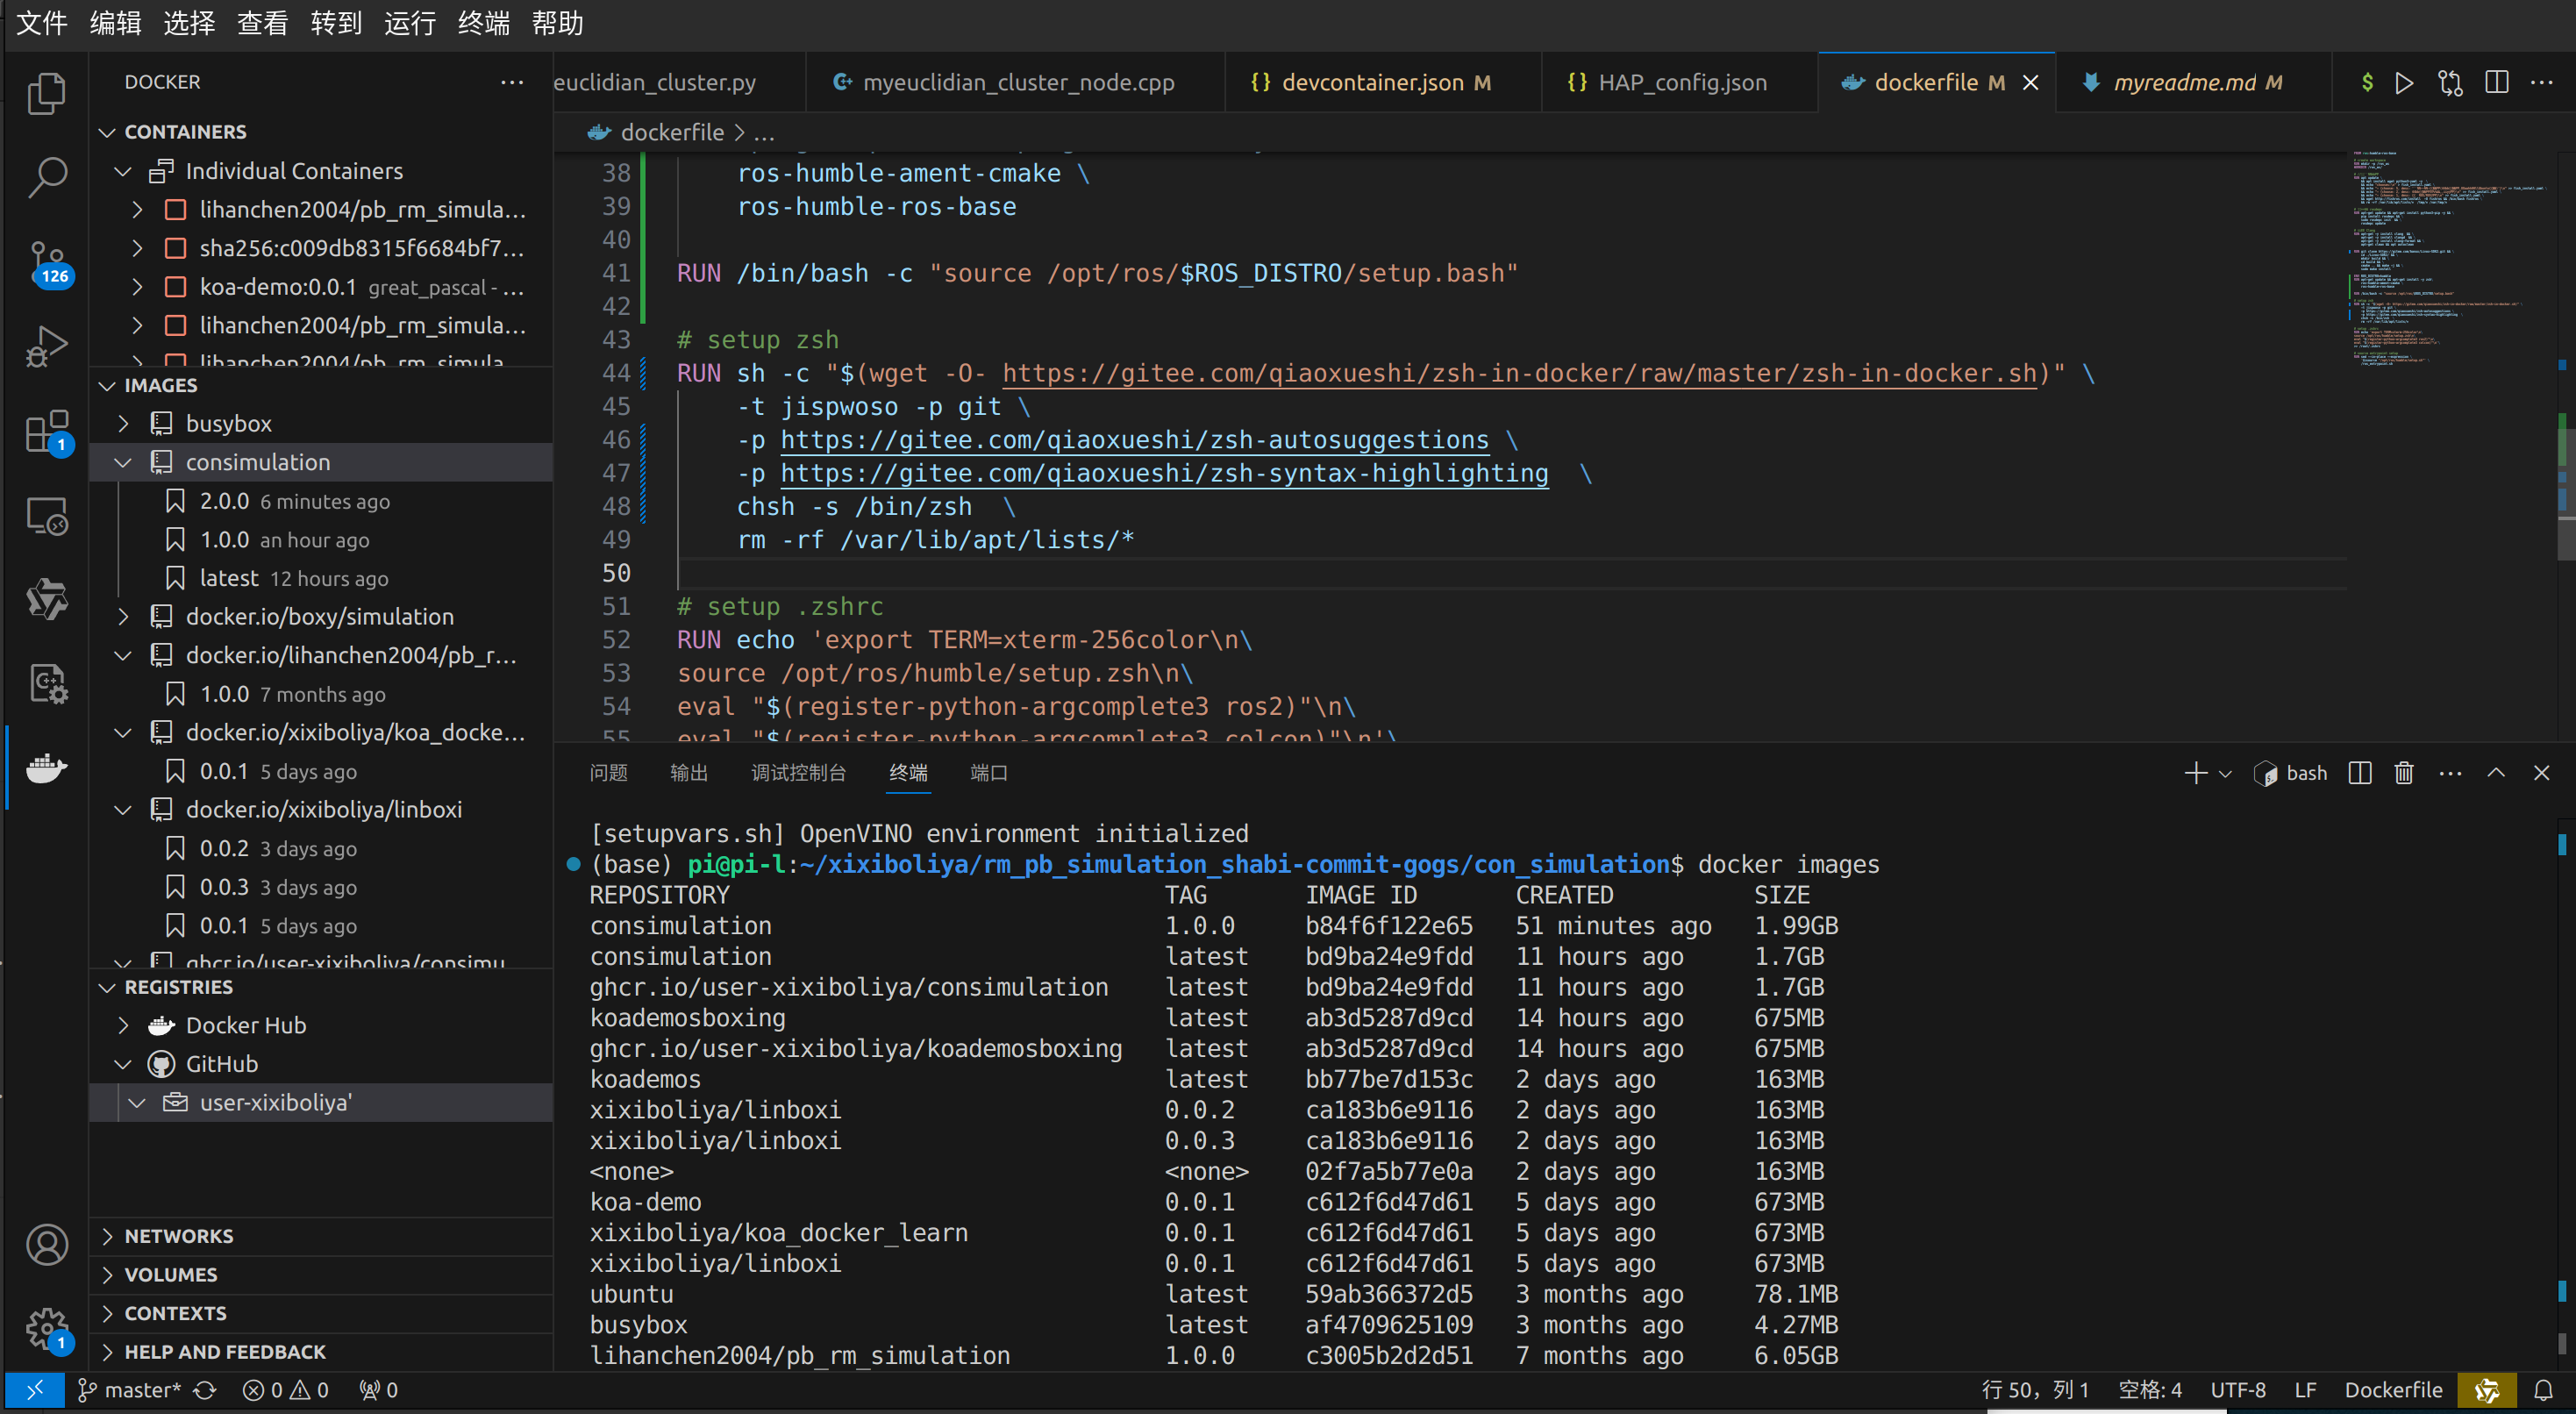 文件 编辑 选择 查看 转到 运行 终端 帮助
DOCKER
CONTAINERS
Individual Containers
lihanchen2004/pb_rm_simula...
sha256:c009db8315f6684bf7...
koa-demo:0.0.1 great_pascal - ...
lihanchen2004/pb_rm_simula...
lihanchen2004/pb_rm_simula
IMAGES
busybox
consimulation
2.0.0 6 minutes ago
1.0.0 an hour ago
latest 12 hours ago
docker.io/boxy/simulation
docker.io/lihanchen2004/pb_r...
1.0.0 7 months ago
docker.io/xixiboliya/koa_docke...
0.0.1 5 days ago
docker.io/xixiboliya/linboxi
0.0.2 3 days ago
0.0.3 3 days ago
0.0.1 5 days ago
ghcr.io/user-xixiboliya/consimu
REGISTRIES
Docker Hub
GitHub
user-xixiboliya'
NETWORKS
VOLUMES
CONTEXTS
HELP AND FEEDBACK
126
1
1
euclidian_cluster.py myeuclidian_cluster_node.cpp {} devcontainer.json M {} HAP_config.json dockerfile M myreadme.md M
dockerfile > ...
38 ros-humble-ament-cmake \
39 ros-humble-ros-base
40
41 RUN /bin/bash -c "source /opt/ros/$ROS_DISTRO/setup.bash"
42
43 # setup zsh
44 RUN sh -c "$(wget -O- https://gitee.com/qiaoxueshi/zsh-in-docker/raw/master/zsh-in-docker.sh)" \
45 -t jispwoso -p git \
46 -p https://gitee.com/qiaoxueshi/zsh-autosuggestions \
47 -p https://gitee.com/qiaoxueshi/zsh-syntax-highlighting \
48 chsh -s /bin/zsh \
49 rm -rf /var/lib/apt/lists/*
50
51 # setup .zshrc
52 RUN echo 'export TERM=xterm-256color\n\
53 source /opt/ros/humble/setup.zsh\n\
54 eval "$(register-python-argcomplete3 ros2)"\n\
55 eval "$(register-python-argcomplete3 colcon)"\n'\
问题 输出 调试控制台 终端 端口
bash
[setupvars.sh] OpenVINO environment initialized
(base) pi@pi-l:~/xixiboliya/rm_pb_simulation_shabi-commit-gogs/con_simulation$ docker images
REPOSITORY TAG IMAGE ID CREATED SIZE
consimulation 1.0.0 b84f6f122e65 51 minutes ago 1.99GB
consimulation latest bd9ba24e9fdd 11 hours ago 1.7GB
ghcr.io/user-xixiboliya/consimulation latest bd9ba24e9fdd 11 hours ago 1.7GB
koademosboxing latest ab3d5287d9cd 14 hours ago 675MB
ghcr.io/user-xixiboliya/koademosboxing latest ab3d5287d9cd 14 hours ago 675MB
koademos latest bb77be7d153c 2 days ago 163MB
xixiboliya/linboxi 0.0.2 ca183b6e9116 2 days ago 163MB
xixiboliya/linboxi 0.0.3 ca183b6e9116 2 days ago 163MB
<none> <none> 02f7a5b77e0a 2 days ago 163MB
koa-demo 0.0.1 c612f6d47d61 5 days ago 673MB
xixiboliya/koa_docker_learn 0.0.1 c612f6d47d61 5 days ago 673MB
xixiboliya/linboxi 0.0.1 c612f6d47d61 5 days ago 673MB
ubuntu latest 59ab366372d5 3 months ago 78.1MB
busybox latest af4709625109 3 months ago 4.27MB
lihanchen2004/pb_rm_simulation 1.0.0 c3005b2d2d51 7 months ago 6.05GB
master* 0 0 0 行 50，列 1 空格: 4 UTF-8 LF Dockerfile